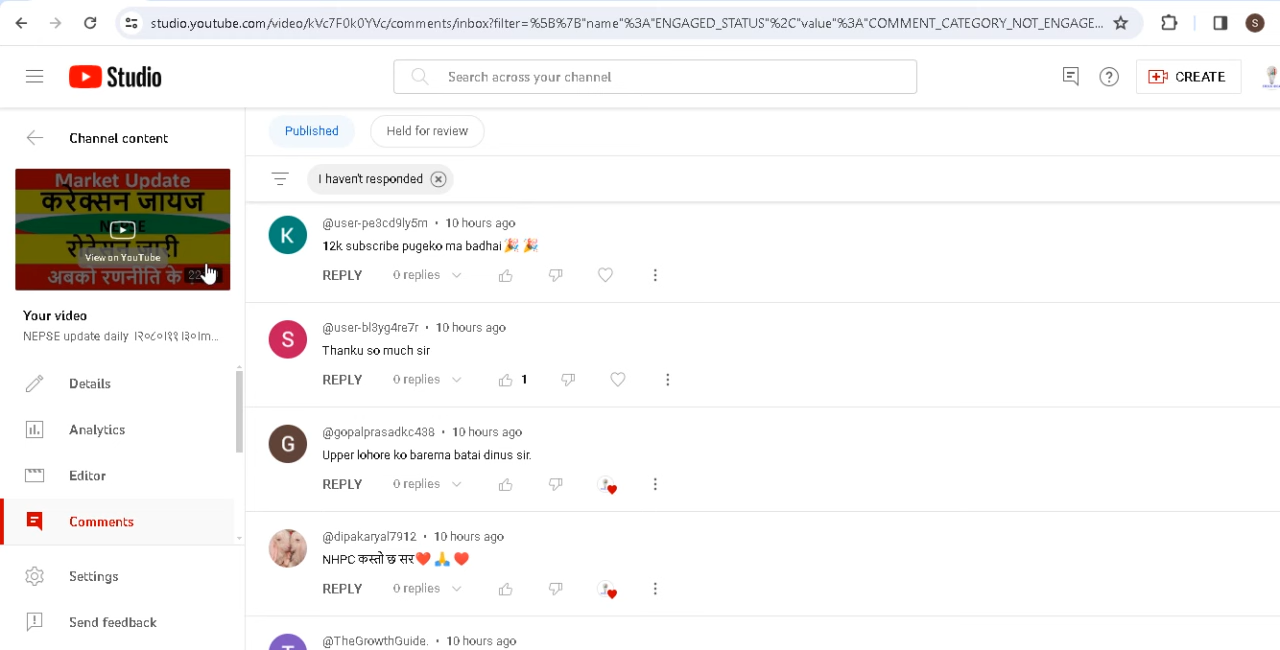 studio.youtube.com/video/kVc7F0k0YVc/comments/inbox?filter=%5B%7B"name"%3A"ENGAGED_STATUS"%2C"value"%3A"COMMENT_CATEGORY_NOT_ENGAGE...
S
Studio
Search across your channel
CREATE
Channel content
Published
Held for review
Market Update
करेक्सन जायज
NEPSE
रोटेसन जारी
अबको रणनीति के
View on YouTube
I haven't responded
K
@user-pe3cd9ly5m • 10 hours ago
12k subscribe pugeko ma badhai🎉 🎉
REPLY 0 replies
Your video
NEPSE update daily ।२०८०।११।३०।m...
Details
Analytics
Editor
Comments
Settings
Send feedback
S
@user-bl3yg4re7r • 10 hours ago
Thanku so much sir
REPLY 0 replies 1
G
@gopalprasadkc438 • 10 hours ago
Upper lohore ko barema batai dinus sir.
REPLY 0 replies
@dipakaryal7912 • 10 hours ago
NHPC कस्तो छ सर❤️ 🙏 ❤️
REPLY 0 replies
T
@TheGrowthGuide. • 10 hours ago